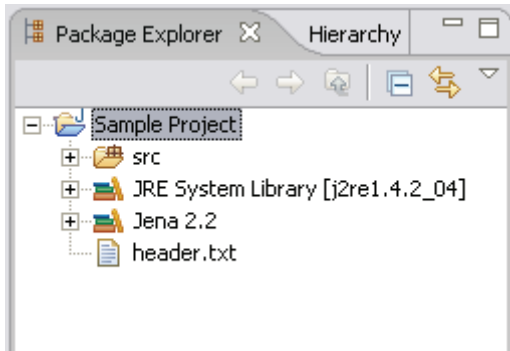 Package Explorer Hierarchy
Sample Project
src
JRE System Library [j2re1.4.2_04]
Jena 2.2
header.txt